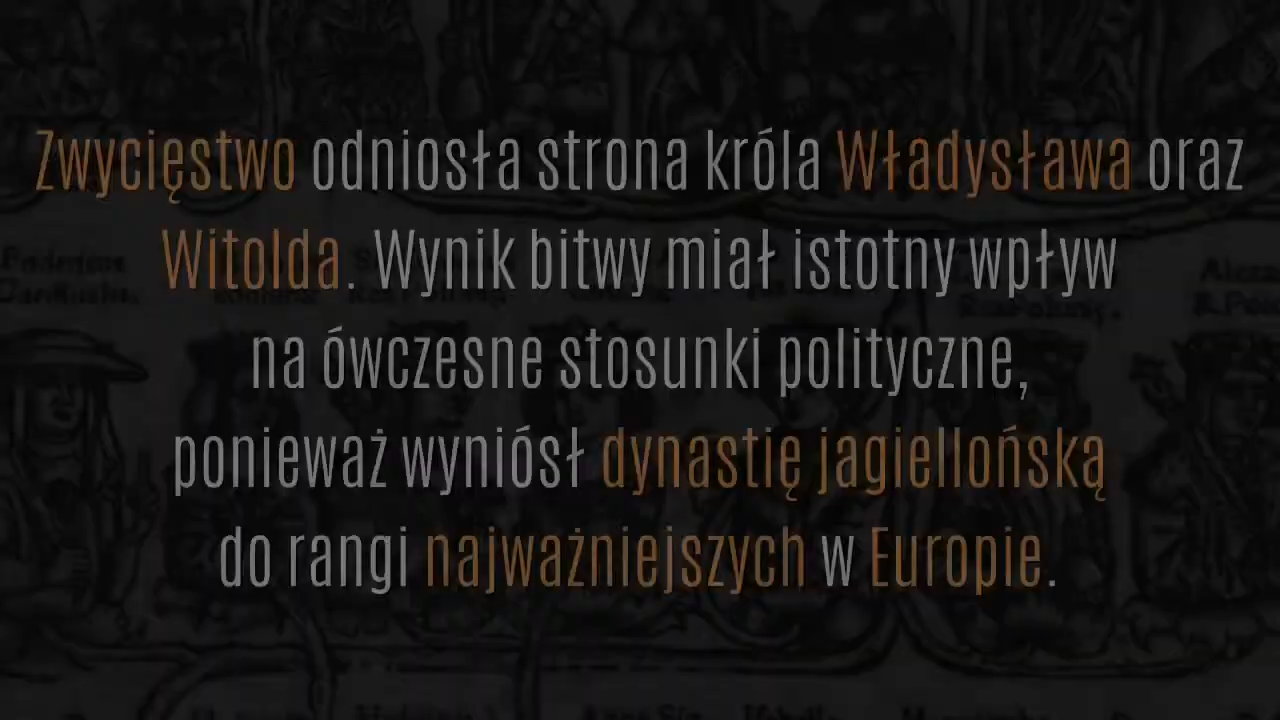 Zwycięstwo odniosła strona króla Władysława oraz
Witolda. Wynik bitwy miał istotny wpływ
na ówczesne stosunki polityczne,
ponieważ wyniósł dynastię jagiellońską
do rangi najważniejszych w Europie.